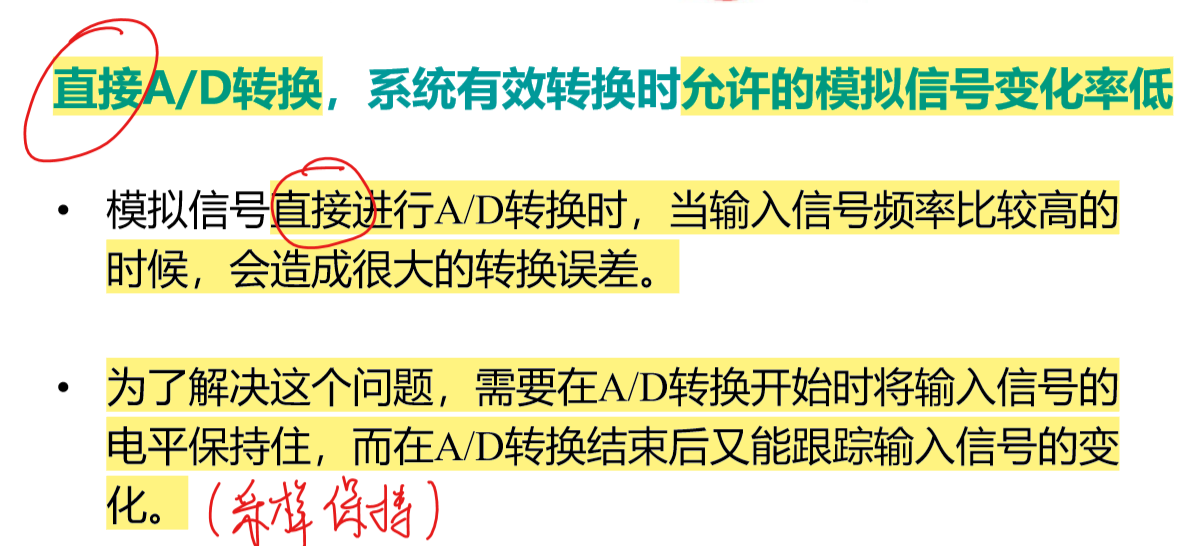 直接A/D转换，系统有效转换时允许的模拟信号变化率低
• 模拟信号直接进行A/D转换时，当输入信号频率比较高的
时候，会造成很大的转换误差。
• 为了解决这个问题，需要在A/D转换开始时将输入信号的
电平保持住，而在A/D转换结束后又能跟踪输入信号的变
化。（采样保持）